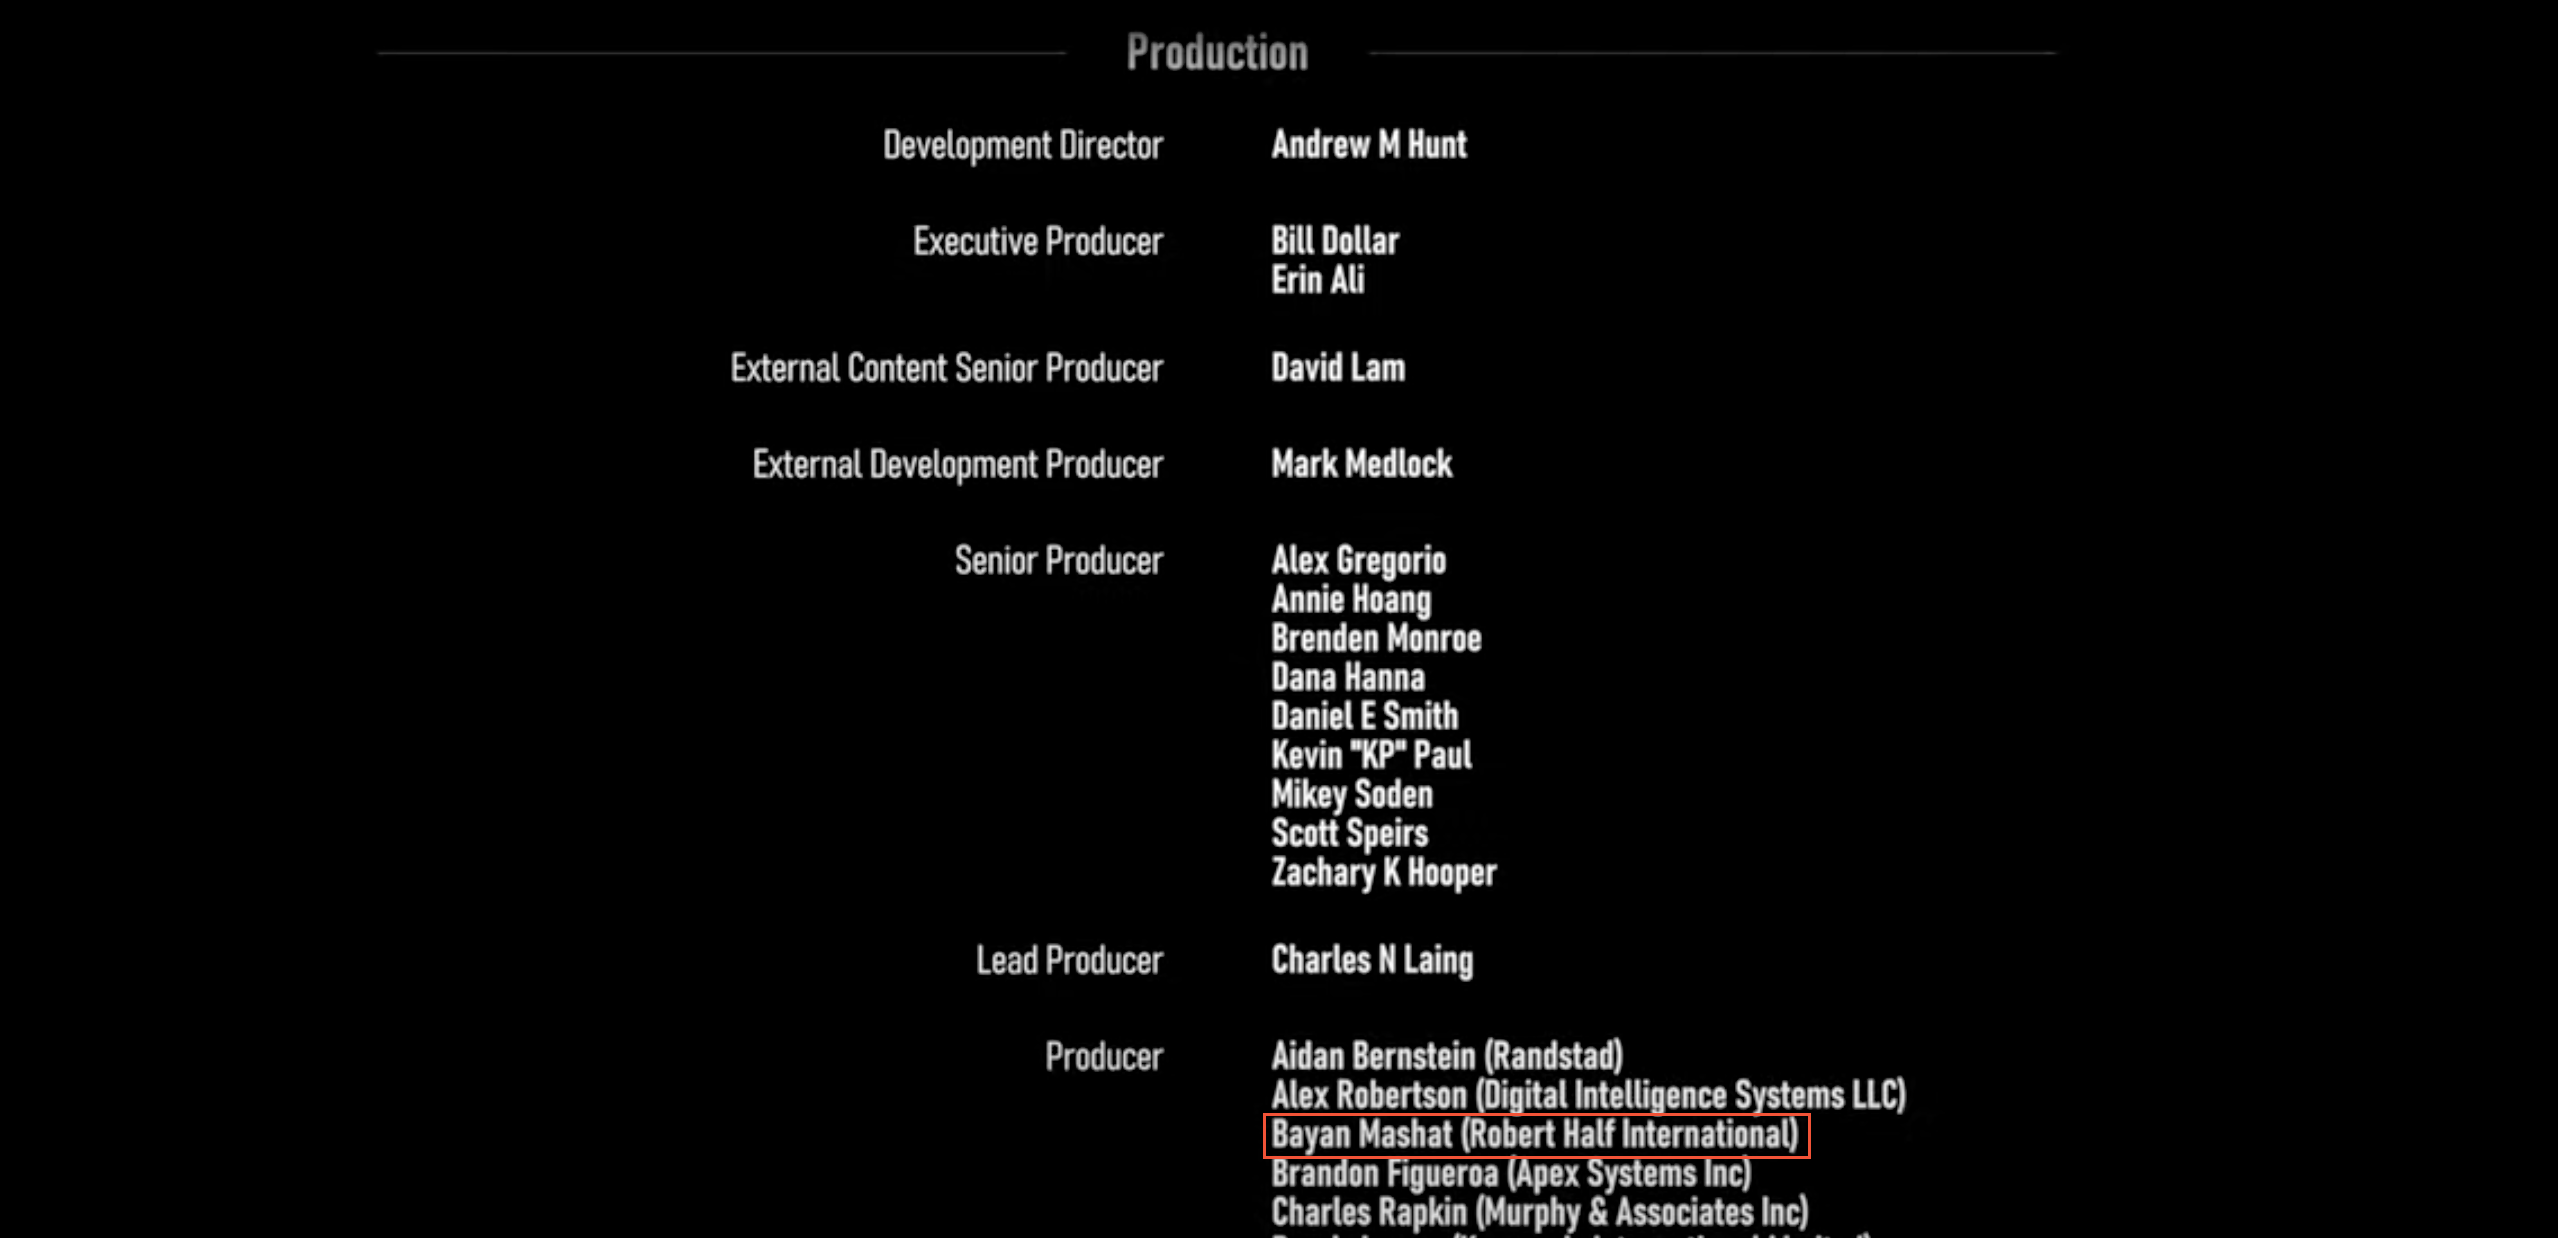 Production
Development Director Andrew M Hunt
Executive Producer Bill Dollar
Erin Ali
External Content Senior Producer David Lam
External Development Producer Mark Medlock
Senior Producer Alex Gregorio
Annie Hoang
Brenden Monroe
Dana Hanna
Daniel E Smith
Kevin "KP" Paul
Mikey Soden
Scott Speirs
Zachary K Hooper
Lead Producer Charles N Laing
Producer Aidan Bernstein (Randstad)
Alex Robertson (Digital Intelligence Systems LLC)
Bayan Mashat (Robert Half International)
Brandon Figueroa (Apex Systems Inc)
Charles Rapkin (Murphy & Associates Inc)